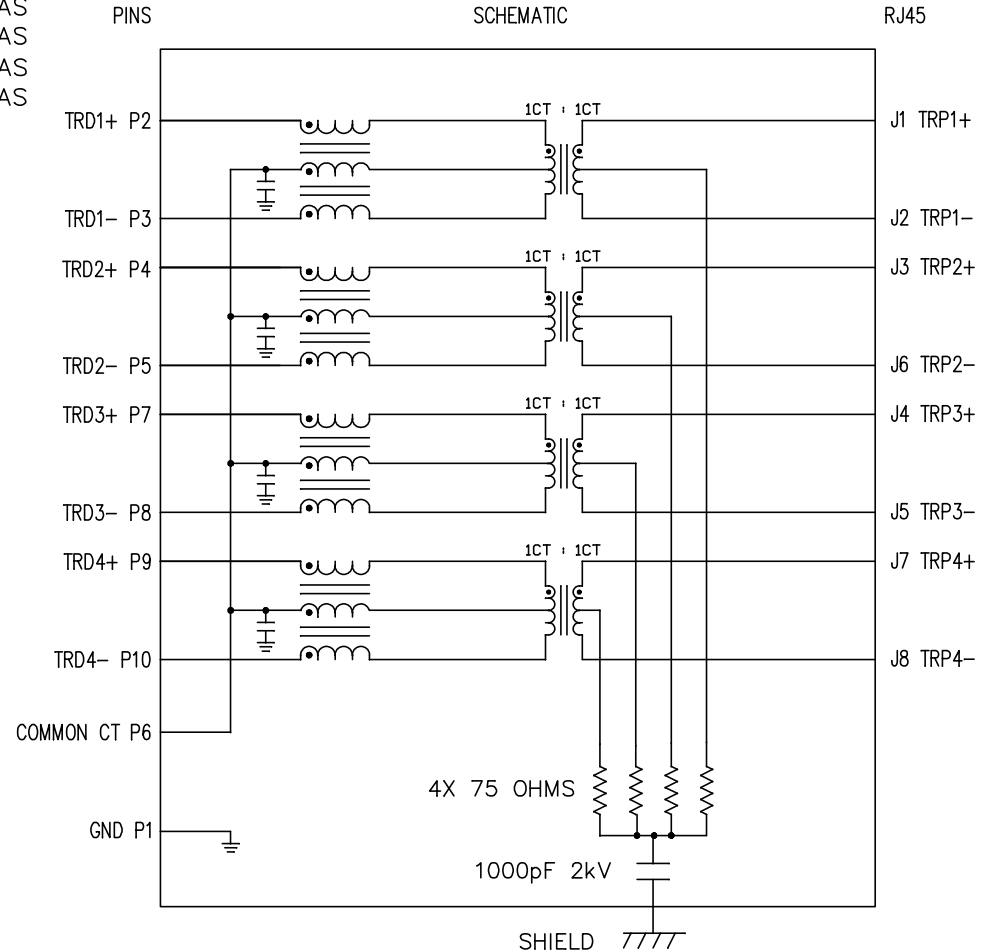 AS
AS
AS
AS
PINS SCHEMATIC RJ45
1CT : 1CT
TRD1+ P2 J1 TRP1+
TRD1- P3 J2 TRP1-
1CT : 1CT
TRD2+ P4 J3 TRP2+
TRD2- P5 J6 TRP2-
1CT : 1CT
TRD3+ P7 J4 TRP3+
TRD3- P8 J5 TRP3-
1CT : 1CT
TRD4+ P9 J7 TRP4+
TRD4- P10 J8 TRP4-
COMMON CT P6
4X 75 OHMS
GND P1
1000pF 2kV
SHIELD